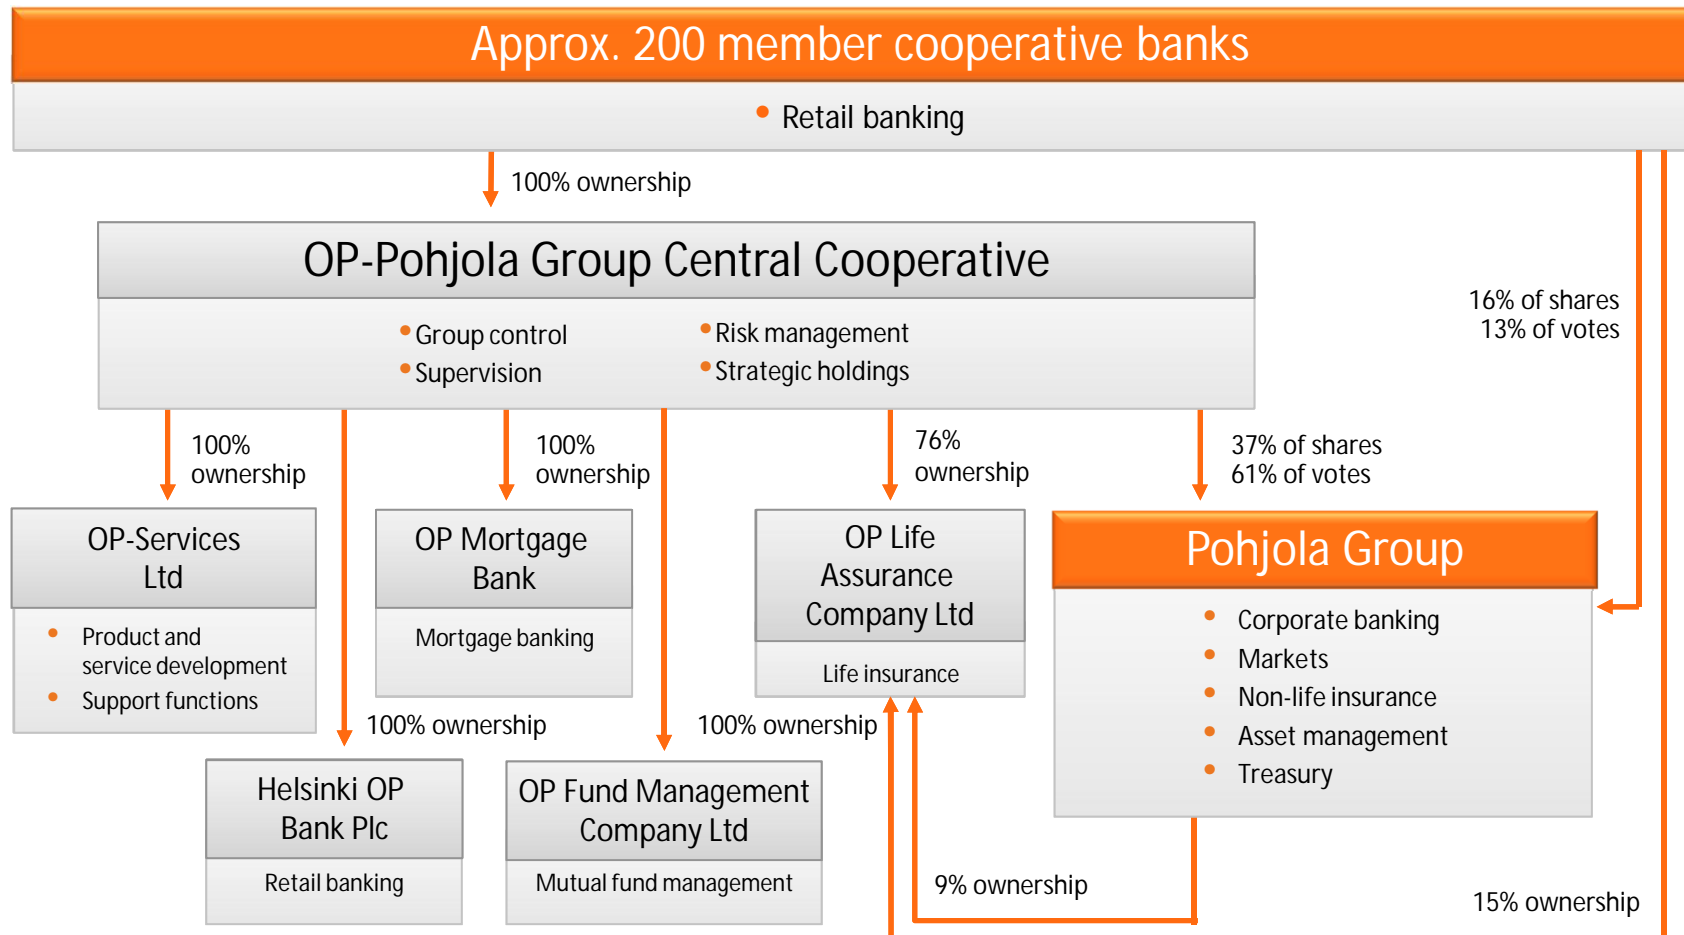 Approx. 200 member cooperative banks
• Retail banking
100% ownership
OP-Pohjola Group Central Cooperative
• Group control
• Supervision
• Risk management
• Strategic holdings
16% of shares
13% of votes
100%
ownership
100%
ownership
76%
ownership
37% of shares
61% of votes
OP-Services
Ltd
• Product and
service development
• Support functions
OP Mortgage
Bank
Mortgage banking
OP Life
Assurance
Company Ltd
Life insurance
Pohjola Group
• Corporate banking
• Markets
• Non-life insurance
• Asset management
• Treasury
100% ownership
100% ownership
Helsinki OP
Bank Plc
Retail banking
OP Fund Management
Company Ltd
Mutual fund management
9% ownership
15% ownership